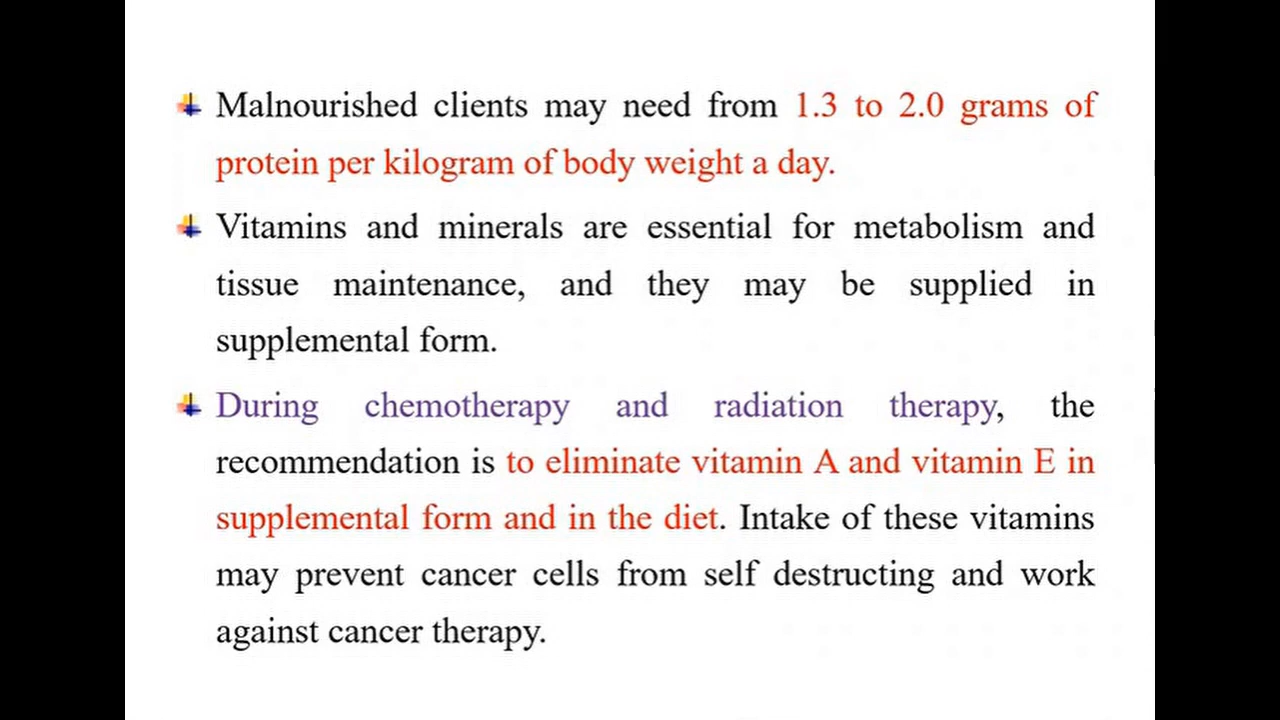 Malnourished clients may need from 1.3 to 2.0 grams of
protein per kilogram of body weight a day.
Vitamins and minerals are essential for metabolism and
tissue maintenance, and they may be supplied in
supplemental form.
During chemotherapy and radiation therapy, the
recommendation is to eliminate vitamin A and vitamin E in
supplemental form and in the diet. Intake of these vitamins
may prevent cancer cells from self destructing and work
against cancer therapy.